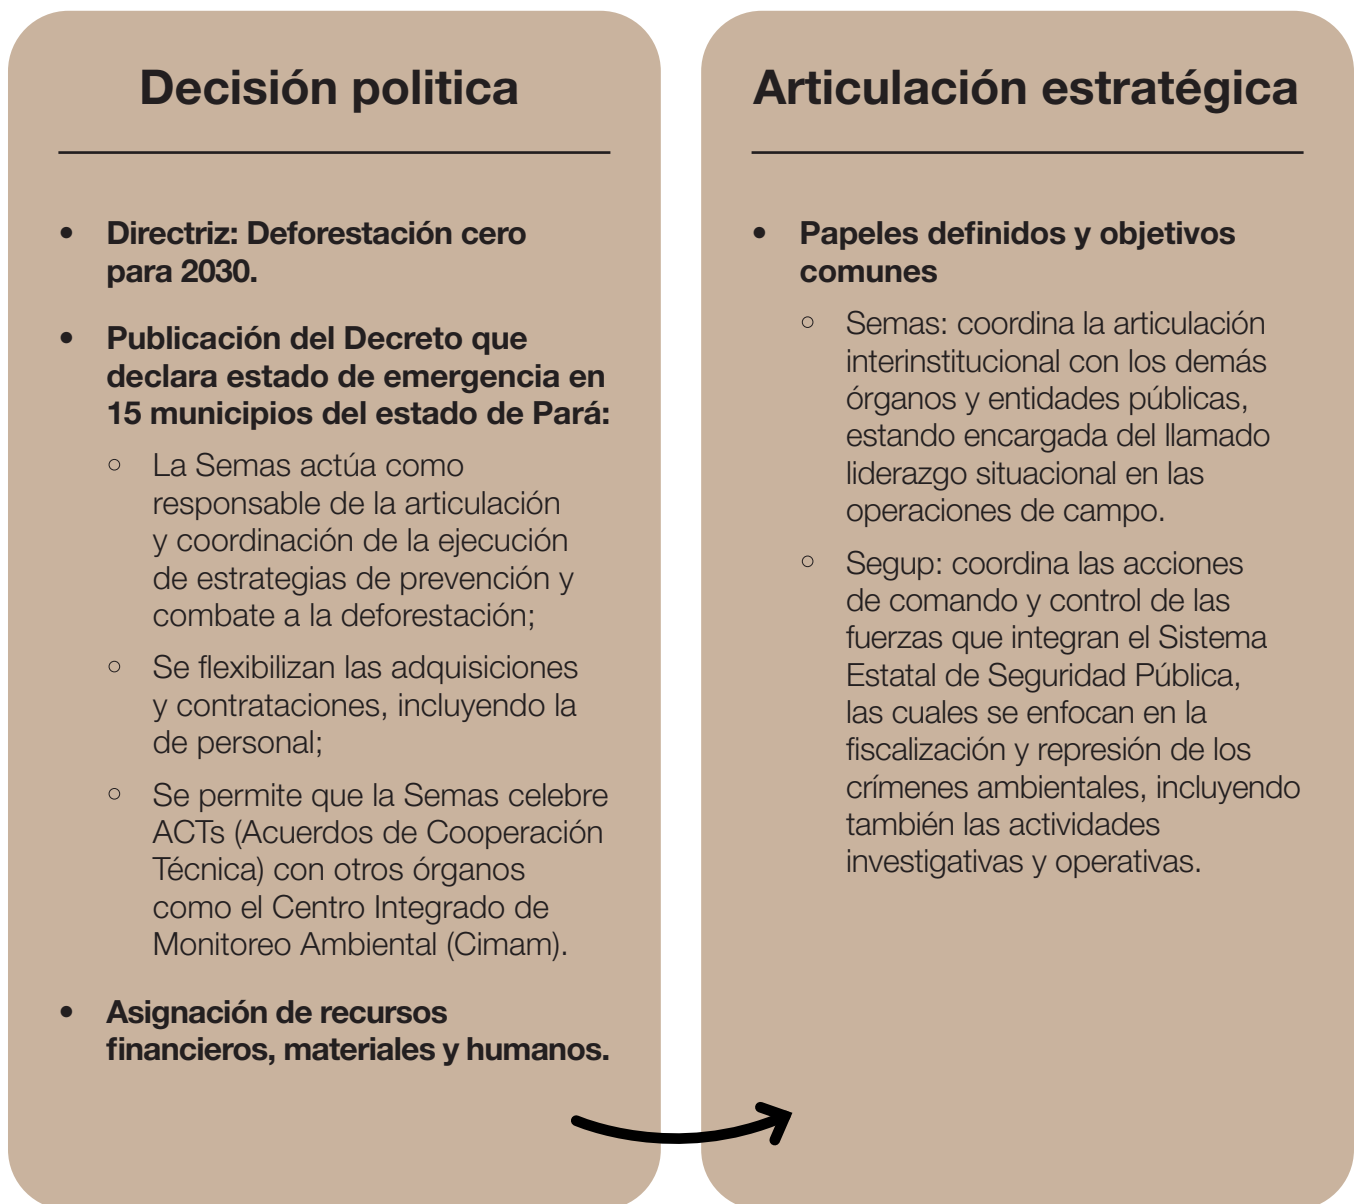 Decisión politica
• Directriz: Deforestación cero
para 2030.
• Publicación del Decreto que
declara estado de emergencia en
15 municipios del estado de Pará:
○ La Semas actúa como
responsable de la articulación
y coordinación de la ejecución
de estrategias de prevención y
combate a la deforestación;
○ Se flexibilizan las adquisiciones
y contrataciones, incluyendo la
de personal;
○ Se permite que la Semas celebre
ACTs (Acuerdos de Cooperación
Técnica) con otros órganos
como el Centro Integrado de
Monitoreo Ambiental (Cimam).
• Asignación de recursos
financieros, materiales y humanos.
Articulación estratégica
• Papeles definidos y objetivos
comunes
○ Semas: coordina la articulación
interinstitucional con los demás
órganos y entidades públicas,
estando encargada del llamado
liderazgo situacional en las
operaciones de campo.
○ Segup: coordina las acciones
de comando y control de las
fuerzas que integran el Sistema
Estatal de Seguridad Pública,
las cuales se enfocan en la
fiscalización y represión de los
crímenes ambientales, incluyendo
también las actividades
investigativas y operativas.